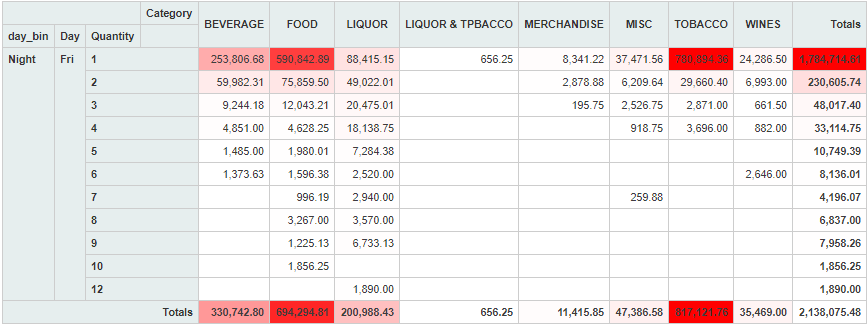 Category BEVERAGE FOOD LIQUOR LIQUOR & TPBACCO MERCHANDISE MISC TOBACCO WINES Totals
day_bin Day Quantity
Night Fri 1 253,806.68 590,842.89 88,415.15 656.25 8,341.22 37,471.56 780,894.36 24,286.50 1,784,714.61
2 59,982.31 75,859.50 49,022.01 2,878.88 6,209.64 29,660.40 6,993.00 230,605.74
3 9,244.18 12,043.21 20,475.01 195.75 2,526.75 2,871.00 661.50 48,017.40
4 4,851.00 4,628.25 18,138.75 918.75 3,696.00 882.00 33,114.75
5 1,485.00 1,980.01 7,284.38 10,749.39
6 1,373.63 1,596.38 2,520.00 2,646.00 8,136.01
7 996.19 2,940.00 259.88 4,196.07
8 3,267.00 3,570.00 6,837.00
9 1,225.13 6,733.13 7,958.26
10 1,856.25 1,856.25
12 1,890.00 1,890.00
Totals 330,742.80 694,294.81 200,988.43 656.25 11,415.85 47,386.58 817,121.76 35,469.00 2,138,075.48